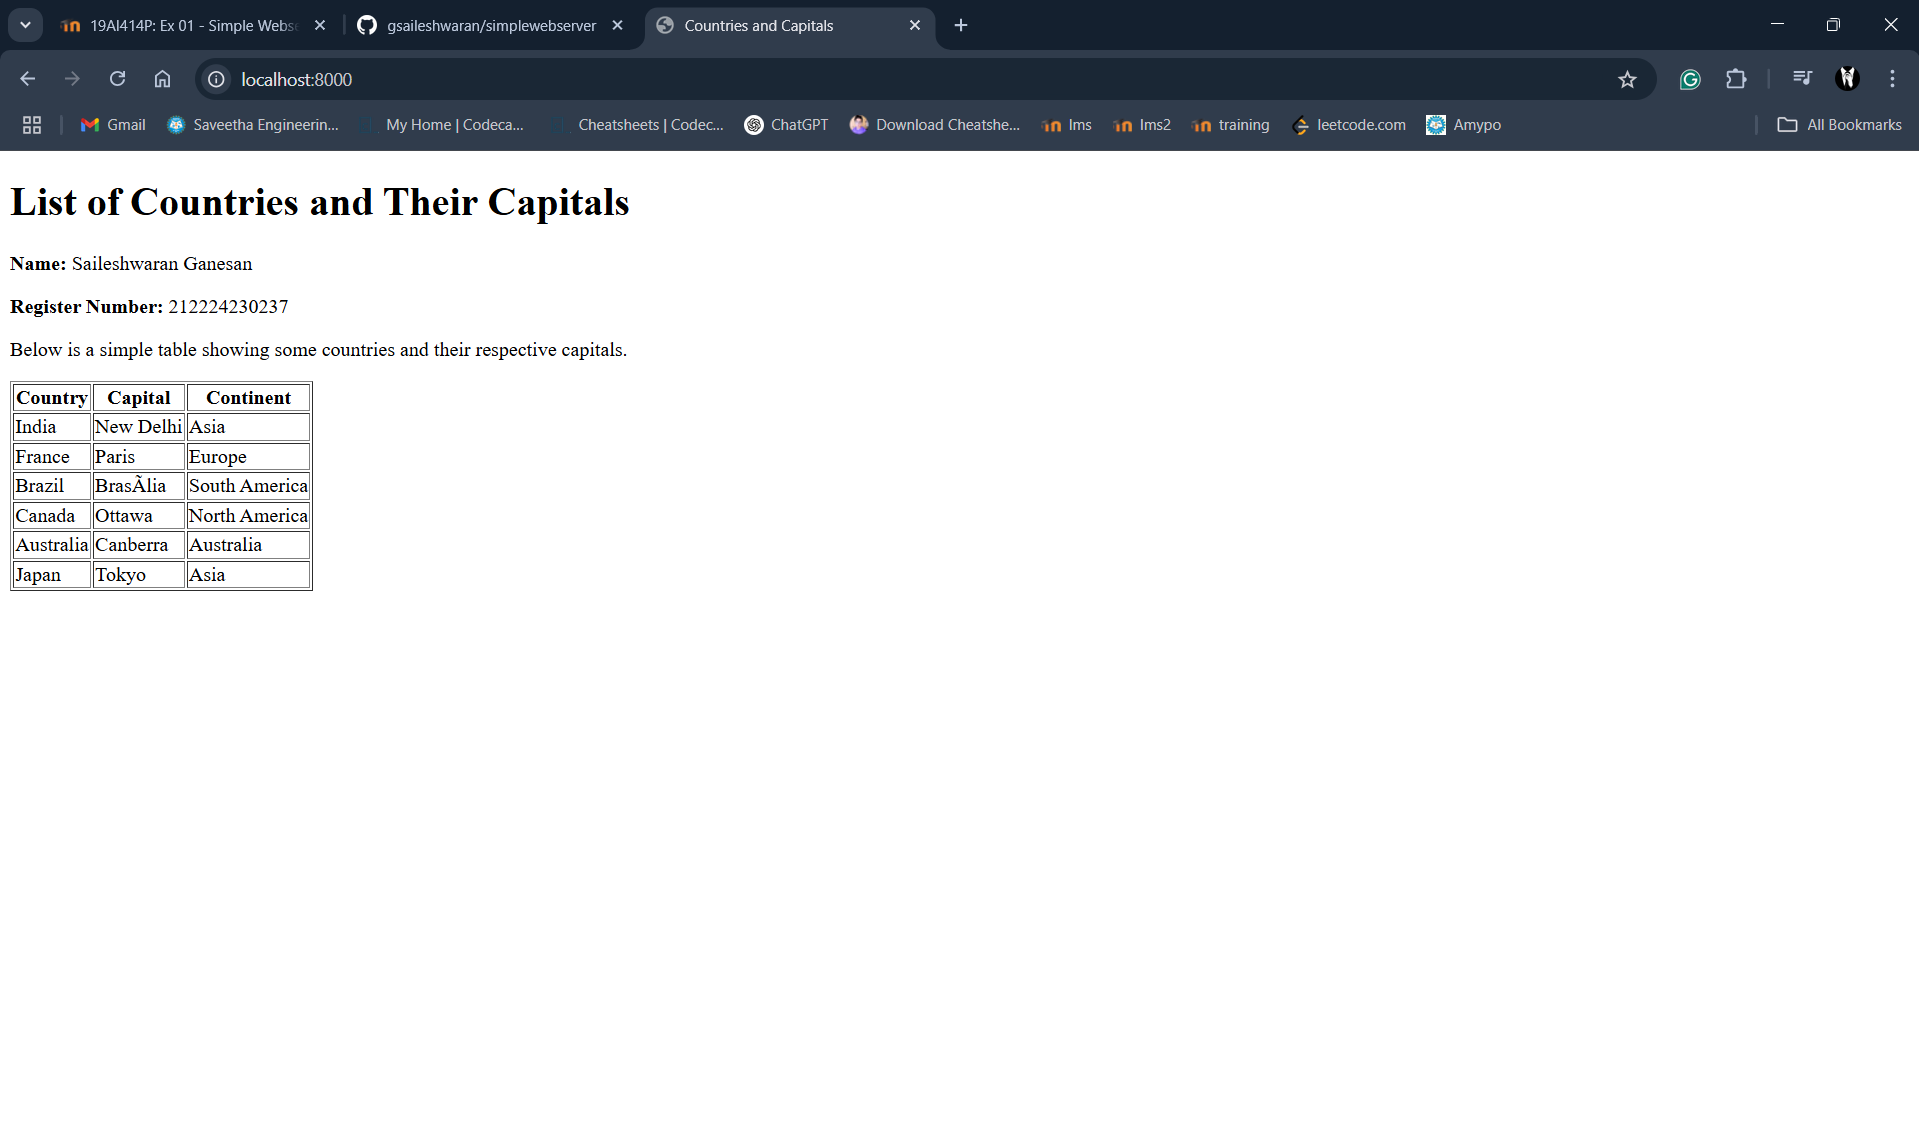 19AI414P: Ex 01 - Simple Webs
gsaileshwaran/simplewebserver
Countries and Capitals
localhost:8000
Gmail
Saveetha Engineerin...
My Home | Codeca...
Cheatsheets | Codec...
ChatGPT
Download Cheatshe...
lms
lms2
training
leetcode.com
Amypo
All Bookmarks
List of Countries and Their Capitals
Name: Saileshwaran Ganesan
Register Number: 212224230237
Below is a simple table showing some countries and their respective capitals.
Country Capital Continent
India New Delhi Asia
France Paris Europe
Brazil BrasÃlia South America
Canada Ottawa North America
Australia Canberra Australia
Japan Tokyo Asia